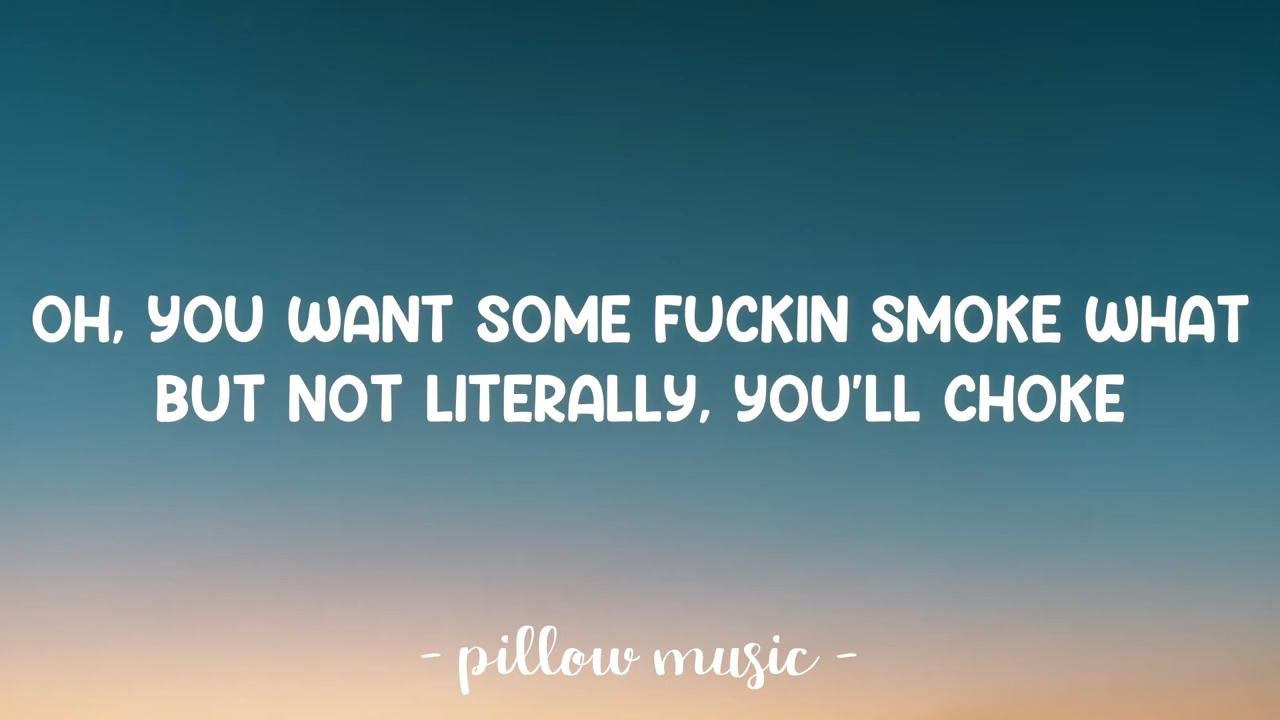 OH, YOU WANT SOME FUCKIN SMOKE WHAT
BUT NOT LITERALLY, YOU'LL CHOKE
- pillow music -